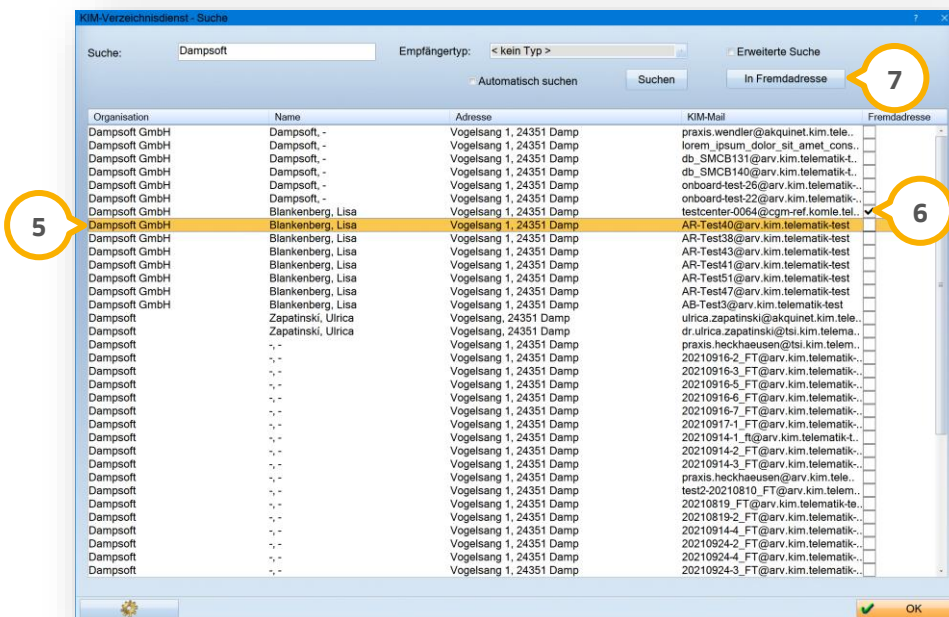 KIM-Verzeichnisdienst - Suche ? ×
Suche: Dampsoft Empfängertyp: < kein Typ > Erweiterte Suche
Automatisch suchen Suchen In Fremdadresse 7
Organisation Name Adresse KIM-Mail Fremdadresse
Dampsoft GmbH Dampsoft, - Vogelsang 1, 24351 Damp praxis.wendler@akquinet.kim.tele..
Dampsoft GmbH Dampsoft, - Vogelsang 1, 24351 Damp lorem_ipsum_dolor_sit_amet_cons..
Dampsoft GmbH Dampsoft, - Vogelsang 1, 24351 Damp db_SMCB131@arv.kim.telematik-t..
Dampsoft GmbH Dampsoft, - Vogelsang 1, 24351 Damp db_SMCB140@arv.kim.telematik-t..
Dampsoft GmbH Dampsoft, - Vogelsang 1, 24351 Damp onboard-test-26@arv.kim.telematik-..
Dampsoft GmbH Dampsoft, - Vogelsang 1, 24351 Damp onboard-test-22@arv.kim.telematik-..
Dampsoft GmbH Blankenberg, Lisa Vogelsang 1, 24351 Damp testcenter-0064@cgm-ref.komle.tel.. 6
5 Dampsoft GmbH Blankenberg, Lisa Vogelsang 1, 24351 Damp AR-Test40@arv.kim.telematik-test
Dampsoft GmbH Blankenberg, Lisa Vogelsang 1, 24351 Damp AR-Test38@arv.kim.telematik-test
Dampsoft GmbH Blankenberg, Lisa Vogelsang 1, 24351 Damp AR-Test43@arv.kim.telematik-test
Dampsoft GmbH Blankenberg, Lisa Vogelsang 1, 24351 Damp AR-Test41@arv.kim.telematik-test
Dampsoft GmbH Blankenberg, Lisa Vogelsang 1, 24351 Damp AR-Test51@arv.kim.telematik-test
Dampsoft GmbH Blankenberg, Lisa Vogelsang 1, 24351 Damp AR-Test47@arv.kim.telematik-test
Dampsoft GmbH Blankenberg, Lisa Vogelsang 1, 24351 Damp AB-Test3@arv.kim.telematik-test
Dampsoft Zapatinski, Ulrica Vogelsang, 24351 Damp ulrica.zapatinski@akquinet.kim.tele..
Dampsoft Zapatinski, Ulrica Vogelsang, 24351 Damp dr.ulrica.zapatinski@tsi.kim.telema..
Dampsoft -, - Vogelsang 1, 24351 Damp praxis.heckhaeusen@tsi.kim.telem..
Dampsoft -, - Vogelsang 1, 24351 Damp 20210916-2_FT@arv.kim.telematik-..
Dampsoft -, - Vogelsang 1, 24351 Damp 20210916-3_FT@arv.kim.telematik-..
Dampsoft -, - Vogelsang 1, 24351 Damp 20210916-5_FT@arv.kim.telematik-..
Dampsoft -, - Vogelsang 1, 24351 Damp 20210916-6_FT@arv.kim.telematik-..
Dampsoft -, - Vogelsang 1, 24351 Damp 20210916-7_FT@arv.kim.telematik-..
Dampsoft -, - Vogelsang 1, 24351 Damp 20210917-1_FT@arv.kim.telematik-..
Dampsoft -, - Vogelsang 1, 24351 Damp 20210914-1_ft@arv.kim.telematik-t..
Dampsoft -, - Vogelsang 1, 24351 Damp 20210914-2_FT@arv.kim.telematik-..
Dampsoft -, - Vogelsang 1, 24351 Damp 20210914-3_FT@arv.kim.telematik-..
Dampsoft -, - Vogelsang 1, 24351 Damp praxis.heckhaeusen@arv.kim.tele..
Dampsoft -, - Vogelsang 1, 24351 Damp test2-20210810_FT@arv.kim.telem..
Dampsoft -, - Vogelsang 1, 24351 Damp 20210819_FT@arv.kim.telematik-te..
Dampsoft -, - Vogelsang 1, 24351 Damp 20210819-2_FT@arv.kim.telematik-..
Dampsoft -, - Vogelsang 1, 24351 Damp 20210914-4_FT@arv.kim.telematik-..
Dampsoft -, - Vogelsang 1, 24351 Damp 20210924-2_FT@arv.kim.telematik-..
Dampsoft -, - Vogelsang 1, 24351 Damp 20210924-4_FT@arv.kim.telematik-..
Dampsoft -, - Vogelsang 1, 24351 Damp 20210924-3_FT@arv.kim.telematik-..
OK